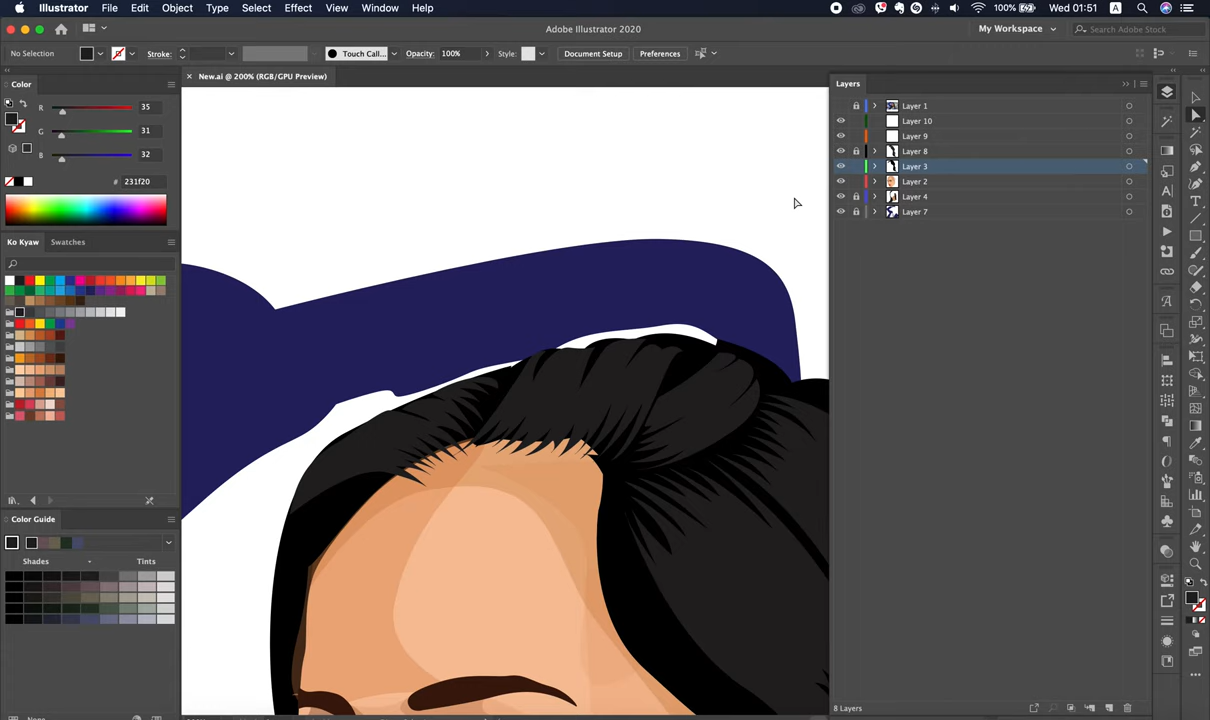 Illustrator File Edit Object Type Select Effect View Window Help 100% Wed 01:51 A
Adobe Illustrator 2020 My Workspace Search Adobe Stock
No Selection Stroke: Touch Call... Opacity: 100% Style: Document Setup Preferences
New.ai @ 200% (RGB/GPU Preview)
Color
R 35
G 31
B 32
# 231f20
Ko Kyaw Swatches
Color Guide
Shades Tints
None
Layers
Layer 1
Layer 10
Layer 9
Layer 8
Layer 3
Layer 2
Layer 4
Layer 7
8 Layers